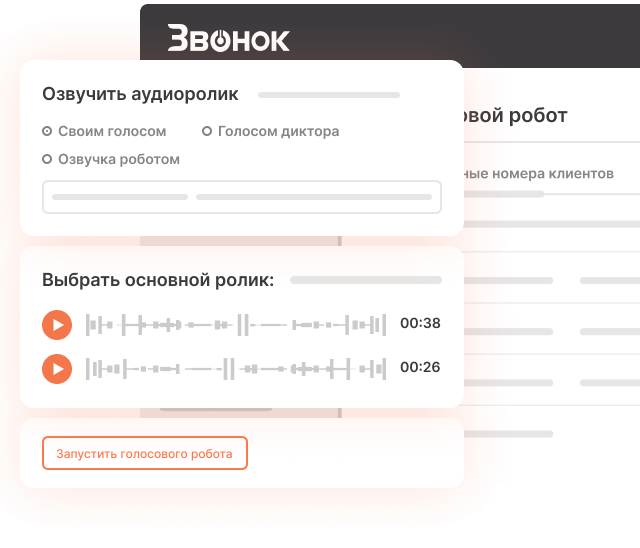 Звонок
Озвучить аудиоролик
Своим голосом
Голосом диктора
Озвучка роботом
Выбрать основной ролик:
00:38
00:26
Запустить голосового робота
овой робот
ные номера клиентов